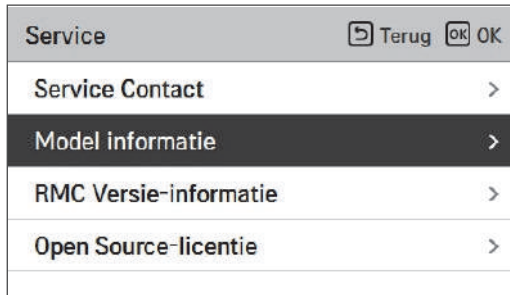 Service Terug OK OK
Service Contact
Model informatie
RMC Versie-informatie
Open Source-licentie